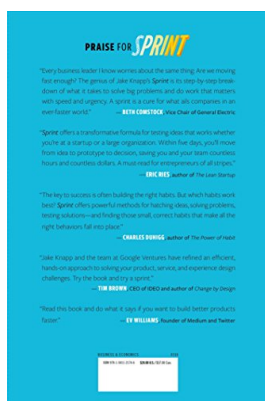 PRAISE FOR SPRINT
"Every business leader I know worries about the same thing: Are we moving
fast enough? The genius of Jake Knapp's Sprint is its step-by-step break-
down of what it takes to solve big problems and do work that matters
with speed and urgency. A sprint is a cure for what ails companies in an
ever-faster world."
— BETH COMSTOCK, Vice Chair of General Electric
"Sprint offers a transformative formula for testing ideas that works whether
you're at a startup or a large organization. Within five days, you'll move
from idea to prototype to decision, saving you and your team countless
hours and countless dollars. A must read for entrepreneurs of all stripes."
— ERIC RIES, author of The Lean Startup
"The key to success is often building the right habits. But which habits work
best? Sprint offers powerful methods for hatching ideas, solving problems,
testing solutions—and finding those small, correct habits that make all the
right behaviors fall into place."
— CHARLES DUHIGG, author of The Power of Habit
"Jake Knapp and the team at Google Ventures have refined an efficient,
hands-on approach to solving your product, service, and experience design
challenges. Try the book and try a sprint."
— TIM BROWN, CEO of IDEO and author of Change by Design
"Read this book and do what it says if you want to build better products
faster."
— EV WILLIAMS, founder of Medium and Twitter
BUSINESS & ECONOMICS